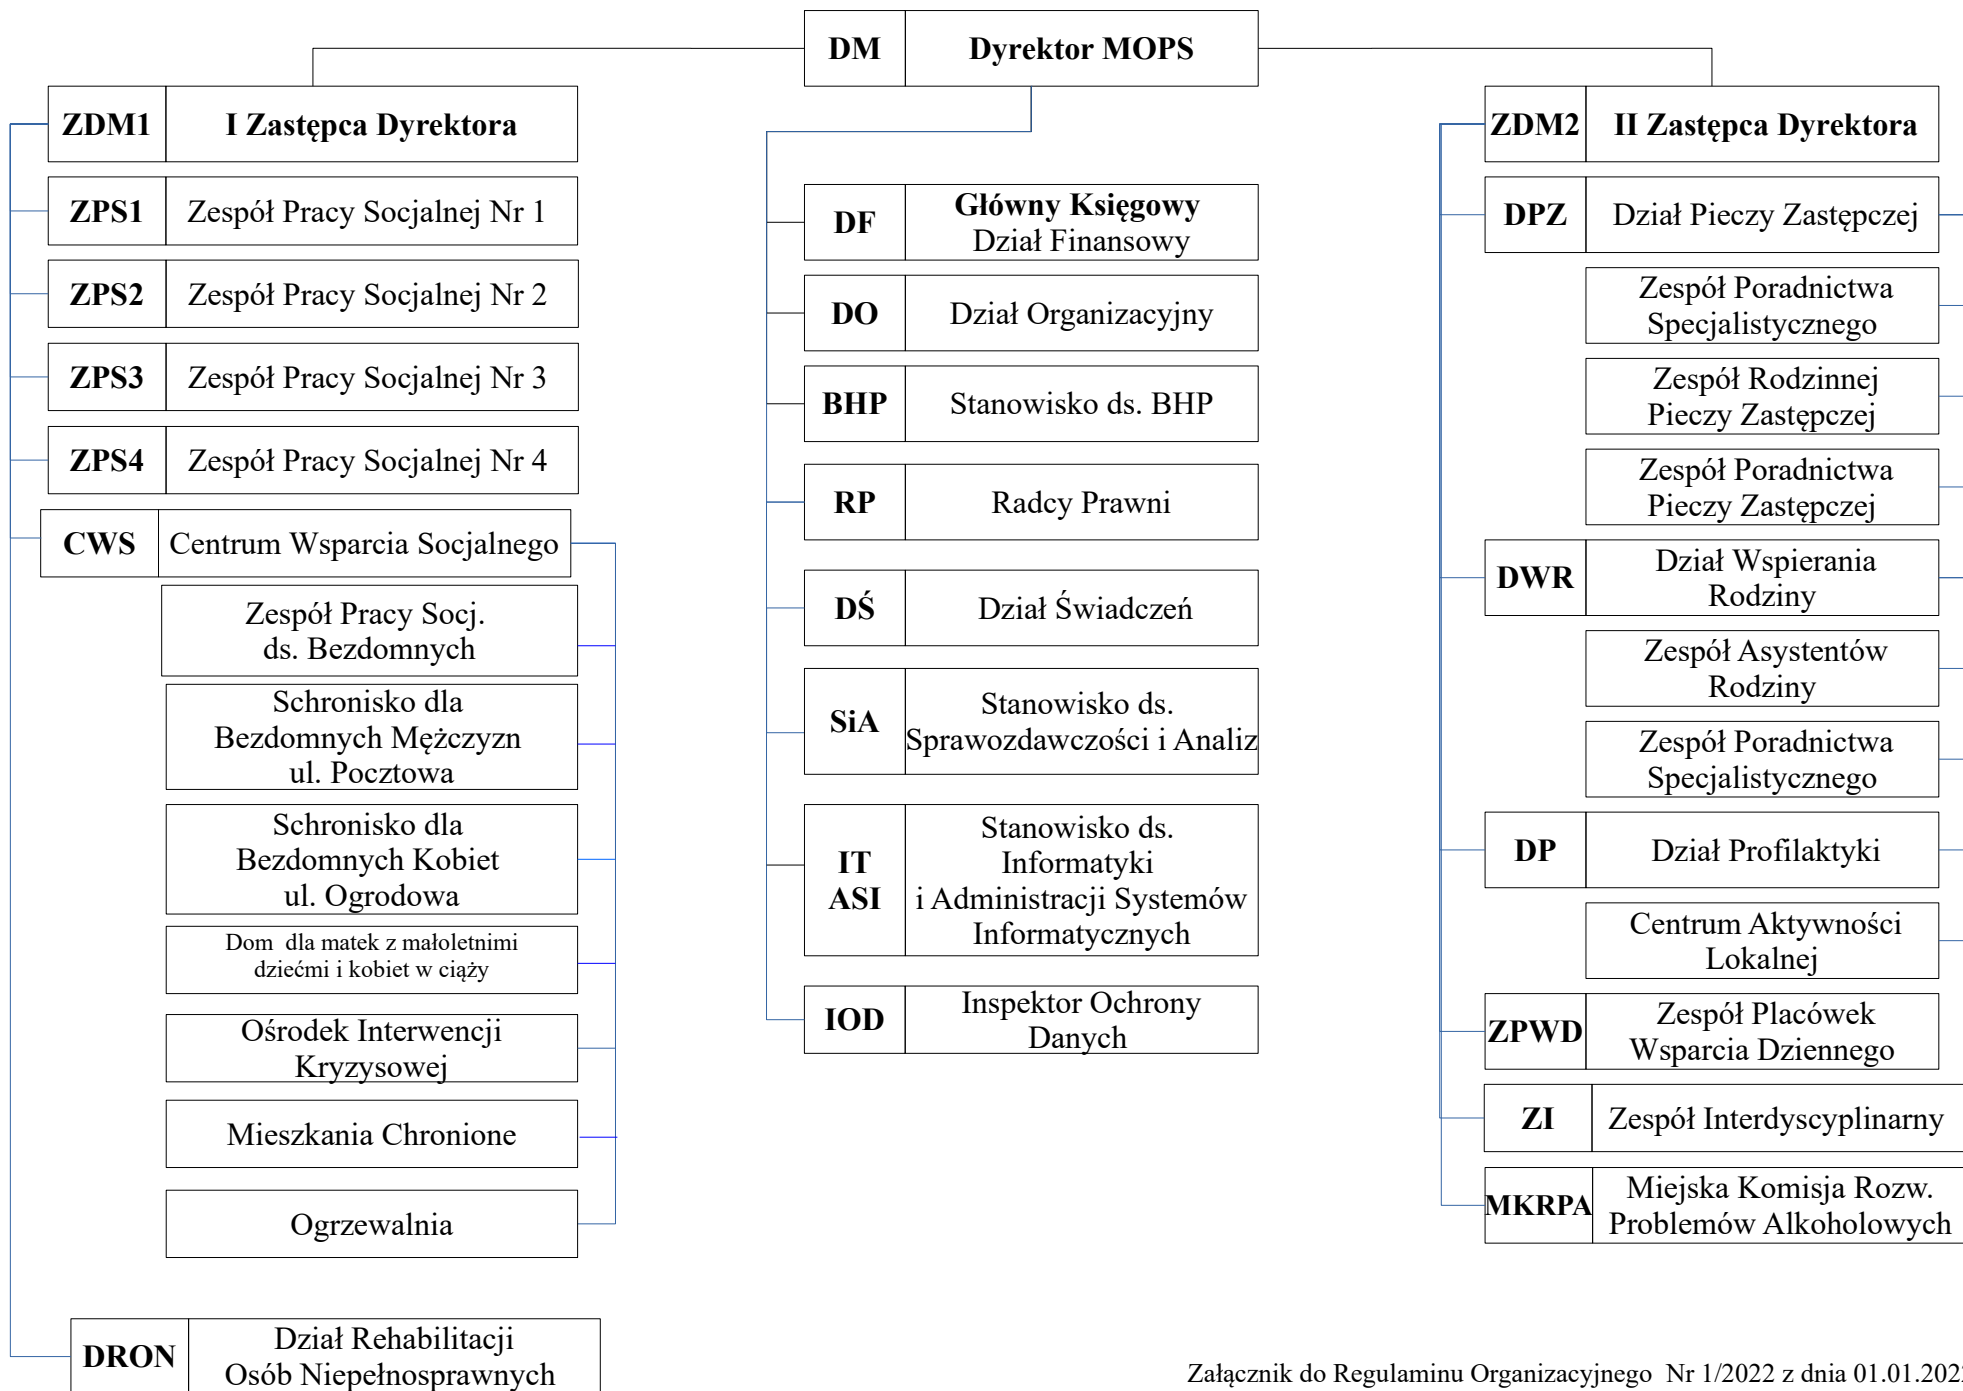 DM Dyrektor MOPS
ZDM1 I Zastępca Dyrektora
ZPS1 Zespół Pracy Socjalnej Nr 1
ZPS2 Zespół Pracy Socjalnej Nr 2
ZPS3 Zespół Pracy Socjalnej Nr 3
ZPS4 Zespół Pracy Socjalnej Nr 4
CWS Centrum Wsparcia Socjalnego
Zespół Pracy Socj.
ds. Bezdomnych
Schronisko dla
Bezdomnych Mężczyzn
ul. Pocztowa
Schronisko dla
Bezdomnych Kobiet
ul. Ogrodowa
Dom dla matek z małoletnimi
dziećmi i kobiet w ciąży
Ośrodek Interwencji
Kryzysowej
Mieszkania Chronione
Ogrzewalnia
DRON
Dział Rehabilitacji
Osób Niepełnosprawnych
DF
Główny Księgowy
Dział Finansowy
DO Dział Organizacyjny
BHP Stanowisko ds. BHP
RP Radcy Prawni
DŚ Dział Świadczeń
SiA
Stanowisko ds.
Sprawozdawczości i Analiz
IT
ASI
Stanowisko ds.
Informatyki
i Administracji Systemów
Informatycznych
IOD
Inspektor Ochrony
Danych
ZDM2 II Zastępca Dyrektora
DPZ Dział Pieczy Zastępczej
Zespół Poradnictwa
Specjalistycznego
Zespół Rodzinnej
Pieczy Zastępczej
Zespół Poradnictwa
Pieczy Zastępczej
DWR
Dział Wspierania
Rodziny
Zespół Asystentów
Rodziny
Zespół Poradnictwa
Specjalistycznego
DP Dział Profilaktyki
Centrum Aktywności
Lokalnej
ZPWD
Zespół Placówek
Wsparcia Dziennego
ZI Zespół Interdyscyplinarny
MKRPA
Miejska Komisja Rozw.
Problemów Alkoholowych
Załącznik do Regulaminu Organizacyjnego Nr 1/2022 z dnia 01.01.2022